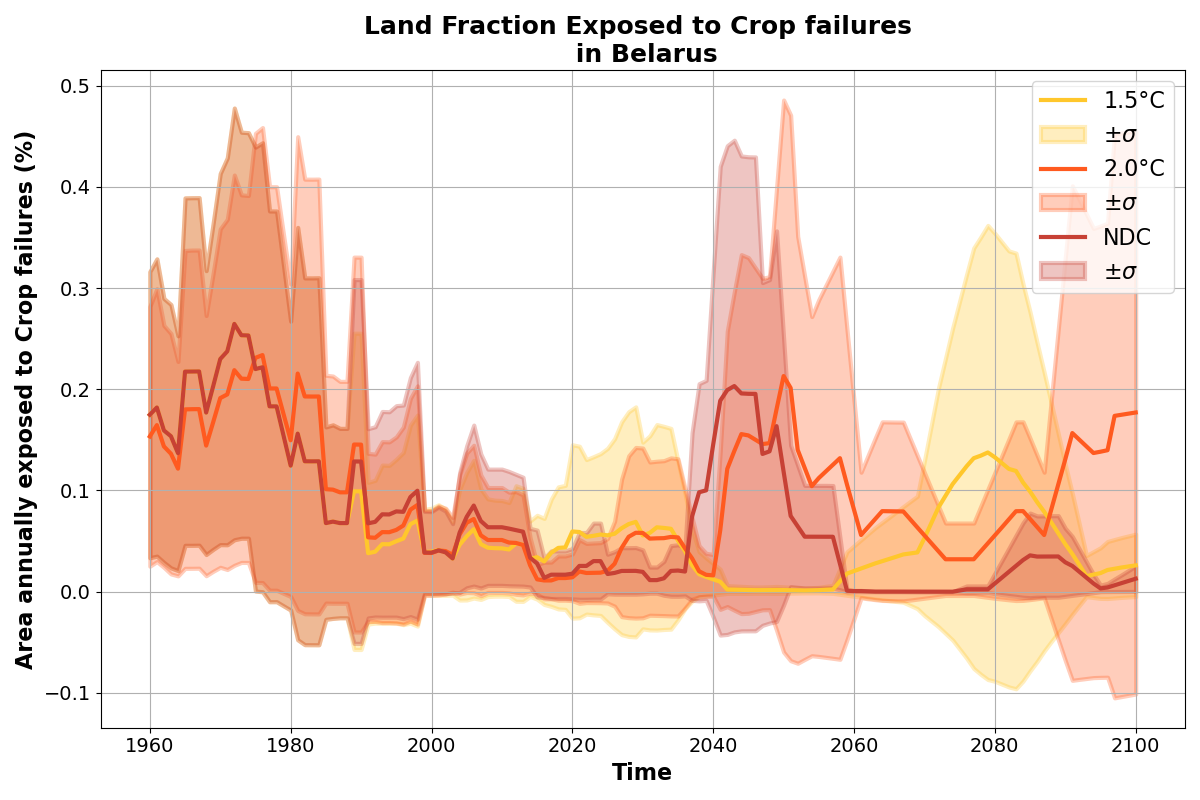 Land Fraction Exposed to Crop failures
in Belarus
Area annually exposed to Crop failures (%)
0.5
0.4
0.3
0.2
0.1
0.0
−0.1
1.5°C
±σ
2.0°C
±σ
NDC
±σ
1960
1980
2000
2020
2040
2060
2080
2100
Time